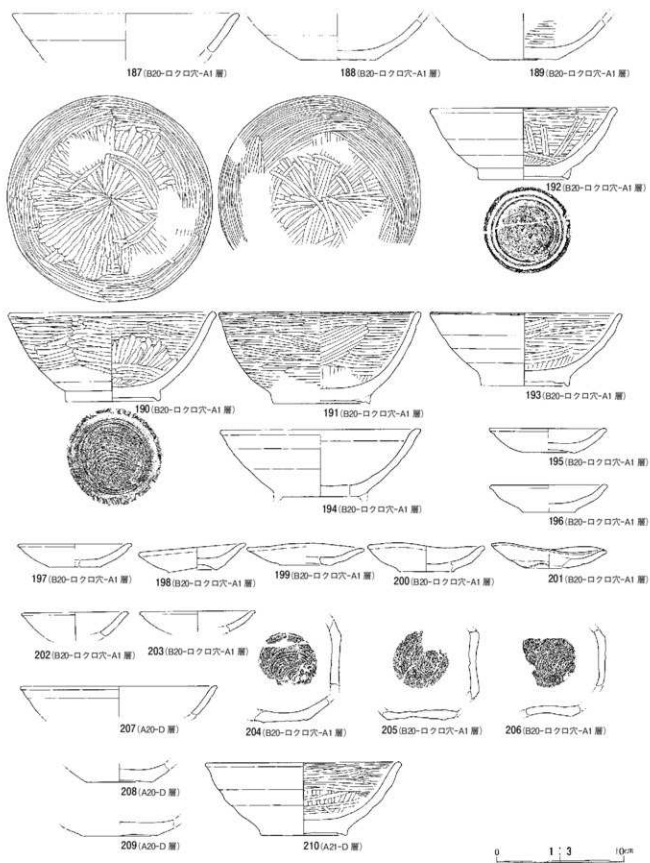 187(B20-ロクロ穴-A1層)
188(B20-ロクロ穴-A1層)
189(B20-ロクロ穴-A1層)
192(B20-ロクロ穴-A1層)
190(B20-ロクロ穴-A1層)
191(B20-ロクロ穴-A1層)
193(B20-ロクロ穴-A1層)
194(B20-ロクロ穴-A1層)
195(B20-ロクロ穴-A1層)
196(B20-ロクロ穴-A1層)
197(B20-ロクロ穴-A1層)
198(B20-ロクロ穴-A1層)
199(B20-ロクロ穴-A1層)
200(B20-ロクロ穴-A1層)
201(B20-ロクロ穴-A1層)
202(B20-ロクロ穴-A1層)
203(B20-ロクロ穴-A1層)
204(B20-ロクロ穴-A1層)
205(B20-ロクロ穴-A1層)
206(B20-ロクロ穴-A1層)
207(A20-D層)
208(A20-D層)
209(A20-D層)
210(A21-D層)
0 1:3 10cm